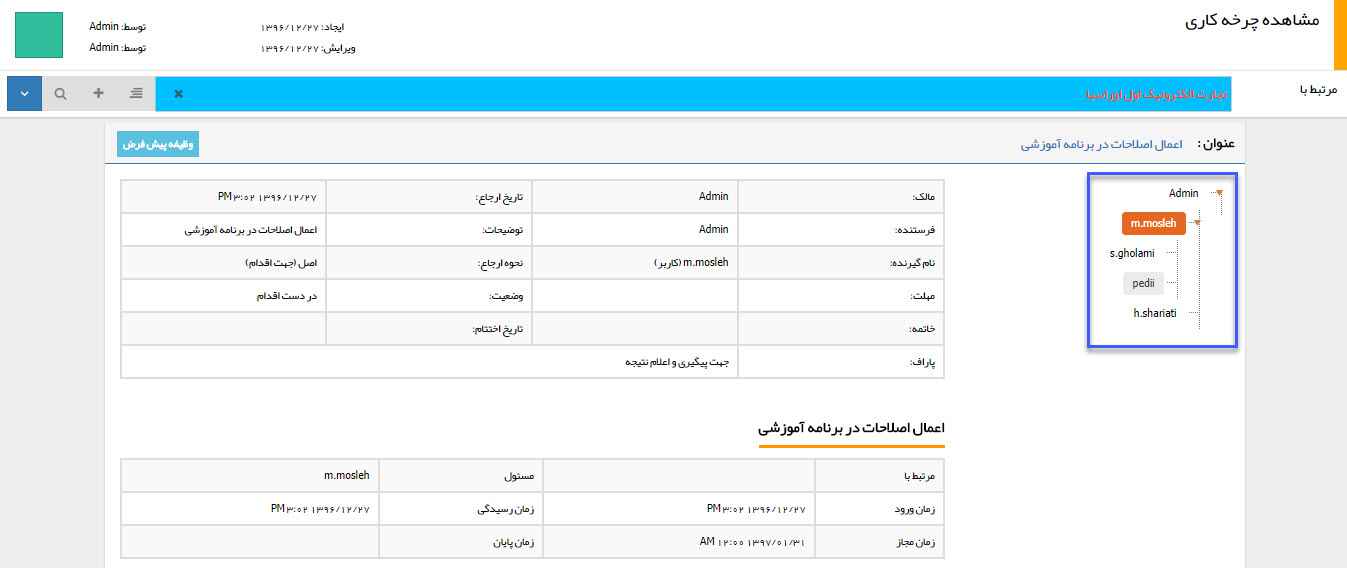 مشاهده چرخه کاری
ایجاد: ۱۳۹۶/۱۲/۲۷ توسط: Admin
ویرایش: ۱۳۹۶/۱۲/۲۷ توسط: Admin
مرتبط با تجارت الکترونیک اول اوراسیا
عنوان : اعمال اصلاحات در برنامه آموزشی وظیفه پیش فرض
Admin
m.mosleh
s.gholami
pedii
h.shariati
مالک: Admin تاریخ ارجاع: ۱۳۹۶/۱۲/۲۷ ۳:۰۲ PM
فرستنده: Admin توضیحات: اعمال اصلاحات در برنامه آموزشی
نام گیرنده: m.mosleh (کاربر) نحوه ارجاع: اصل (جهت اقدام)
مهلت: وضعیت: در دست اقدام
خاتمه: تاریخ اختتام:
پاراف: جهت پیگیری و اعلام نتیجه
اعمال اصلاحات در برنامه آموزشی
مرتبط با مسئول m.mosleh
زمان ورود ۱۳۹۶/۱۲/۲۷ ۳:۰۲ PM زمان رسیدگی ۱۳۹۶/۱۲/۲۷ ۳:۰۲ PM
زمان مجاز ۱۳۹۷/۰۱/۳۱ ۱۲:۰۰ AM زمان پایان